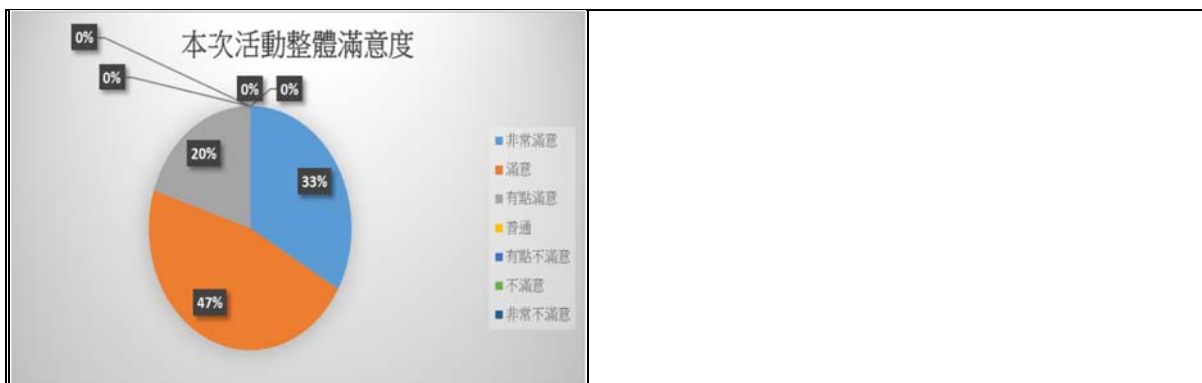 本次活動整體滿意度
0%
0%
0%
0%
20%
33%
47%
非常滿意
滿意
有點滿意
普通
有點不滿意
不滿意
非常不滿意